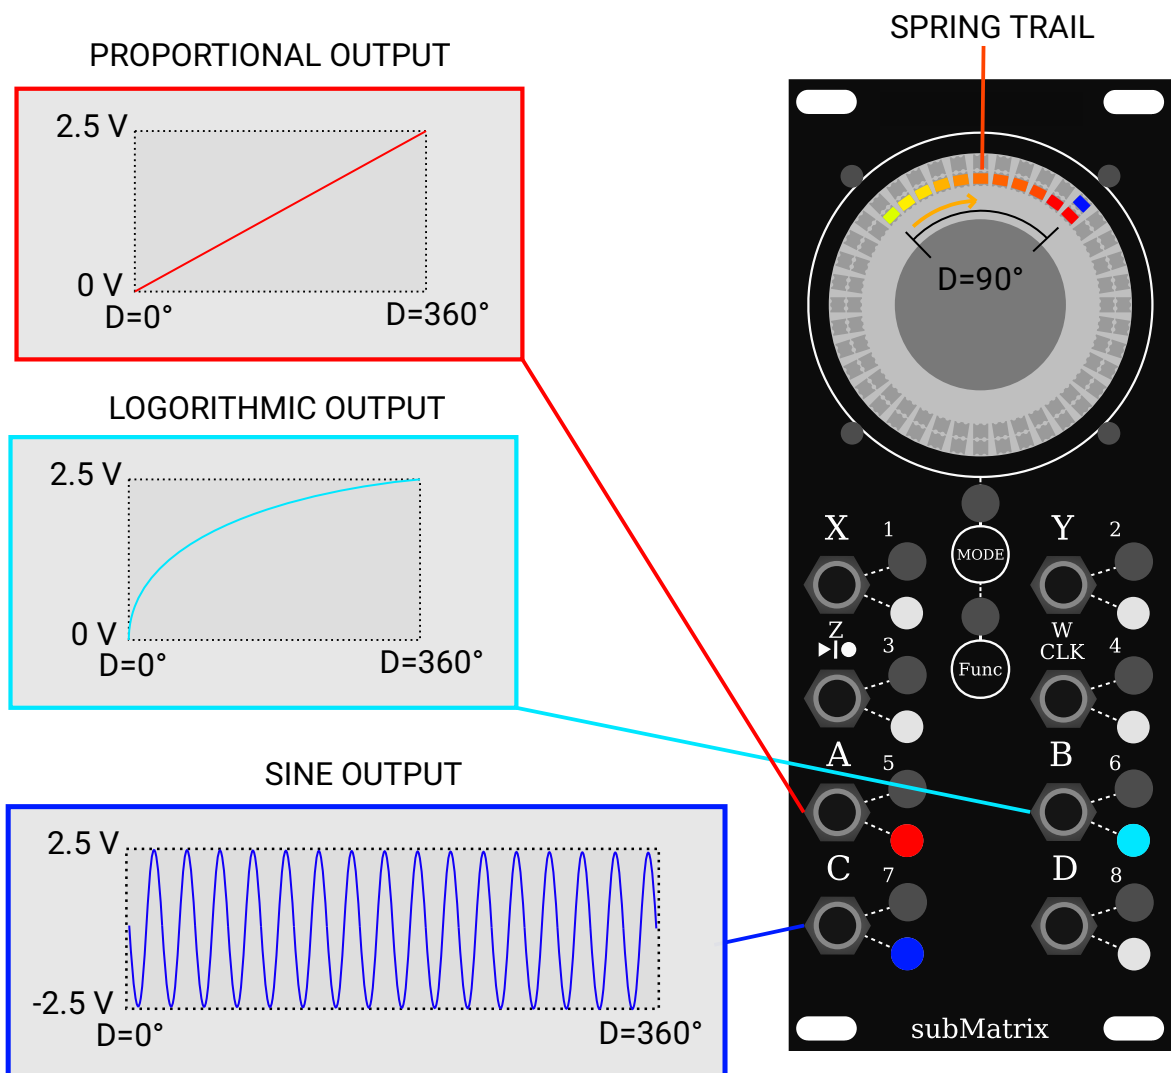 SPRING TRAIL
PROPORTIONAL OUTPUT
2.5 V
0 V
D=0°
D=360°
LOGORITHMIC OUTPUT
2.5 V
0 V
D=0°
D=360°
SINE OUTPUT
2.5 V
-2.5 V
D=0°
D=360°
D=90°
X
1
MODE
Y
2
Z
3
Func
W
CLK
4
A
5
B
6
C
7
D
8
subMatrix